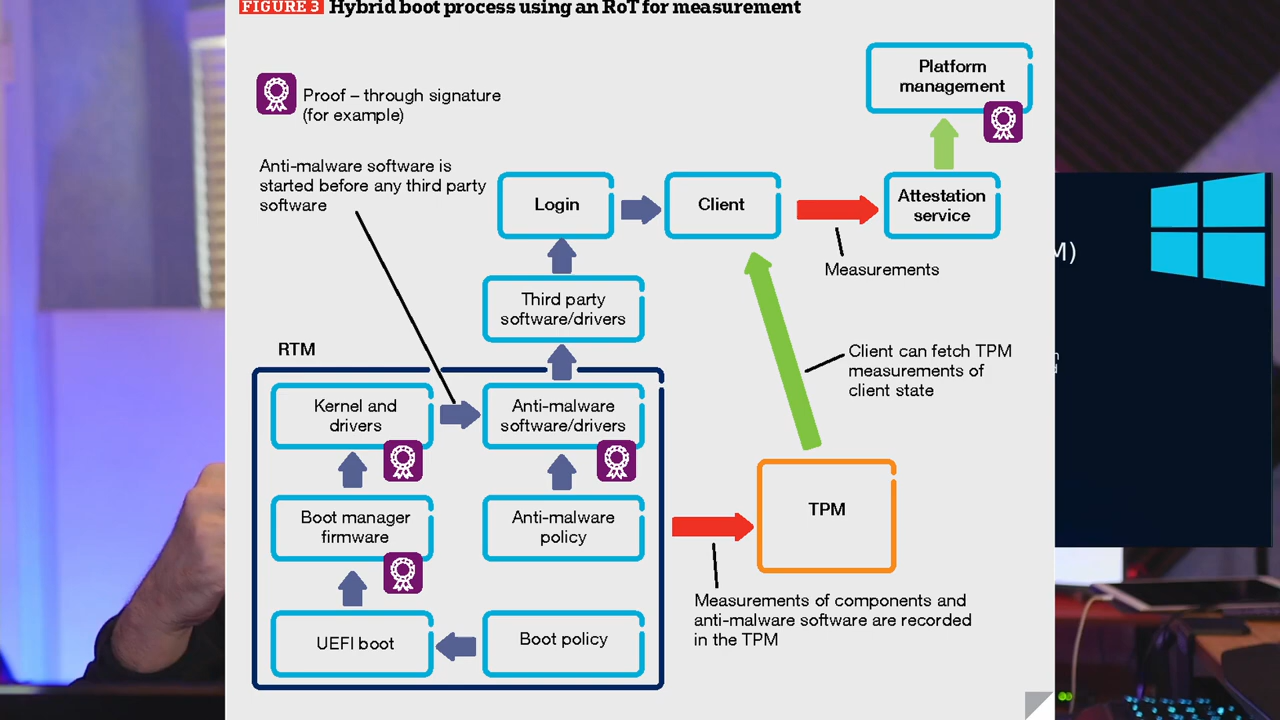 FIGURE 3 Hybrid boot process using an RoT for measurement
Platform
management
Proof – through signature
(for example)
Anti-malware software is
started before any third party
software
Login
Client
Attestation
service
M)
Measurements
Third party
software/drivers
RTM
Client can fetch TPM
measurements of
client state
Kernel and
drivers
Anti-malware
software/drivers
Boot manager
firmware
Anti-malware
policy
TPM
Measurements of components and
anti-malware software are recorded
in the TPM
UEFI boot
Boot policy